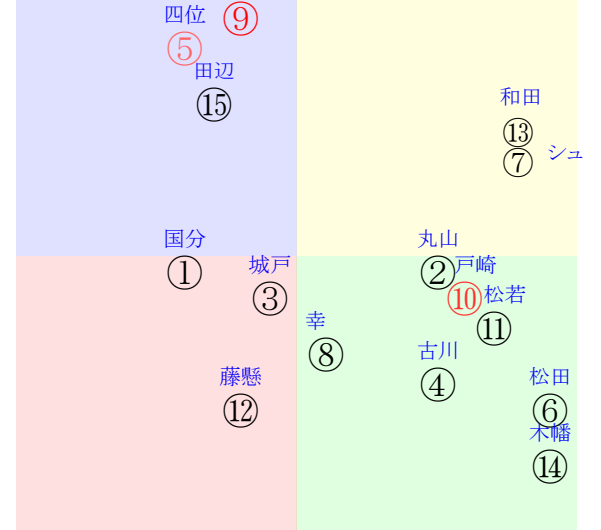 四位
⑨
⑤
田辺
⑮
和田
⑬
⑦
シュ
国分
①
城戸
③
丸山
②
戸崎
⑩
松若
⑪
幸
⑧
古川
④
藤懸
⑫
松田
⑥
木幡
⑭